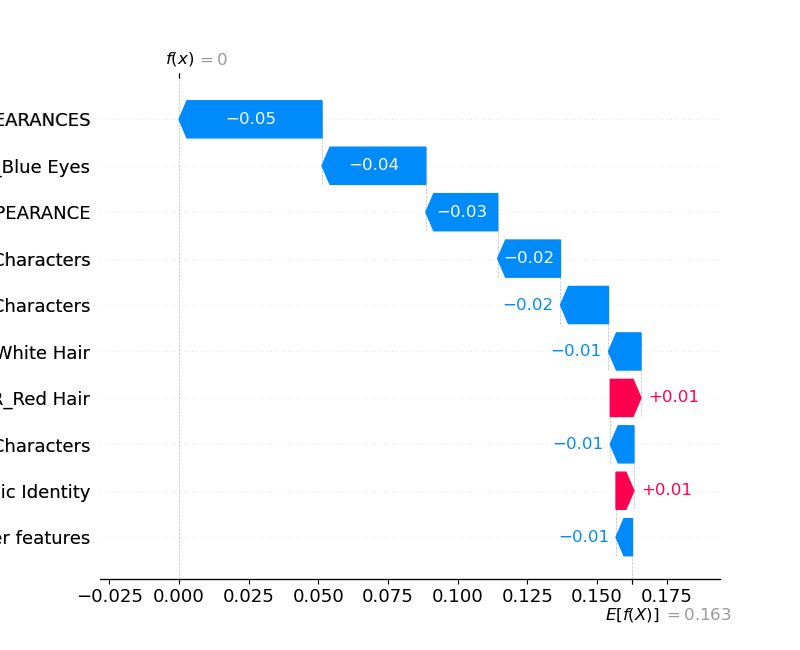 f(x) = 0
EARANCES −0.05
_Blue Eyes −0.04
PEARANCE −0.03
Characters −0.02
Characters −0.02
White Hair −0.01
R_Red Hair +0.01
Characters −0.01
ic Identity +0.01
er features −0.01
−0.025 0.000 0.025 0.050 0.075 0.100 0.125 0.150 0.175
E[f(X)] = 0.163